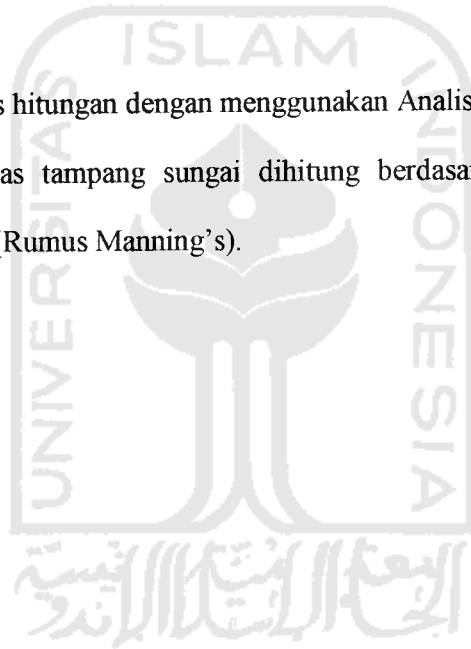 ISLAM
s hitungan dengan menggunakan Analis
as tampang sungai dihitung berdasar
(Rumus Manning's).
UNIVERSITAS
INDONESIA